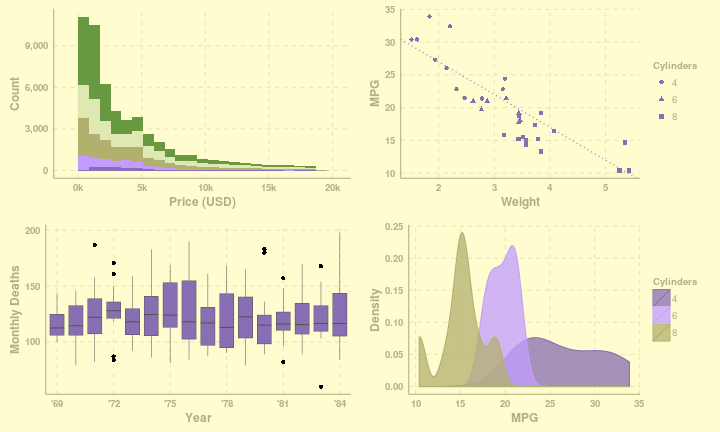 9,000
6,000
3,000
0
Count
0k 5k 10k 15k 20k
Price (USD)
35
30
25
20
15
10
MPG
2 3 4 5
Weight
Cylinders
4
6
8
200
150
100
Monthly Deaths
'69 '72 '75 '78 '81 '84
Year
0.25
0.20
0.15
0.10
0.05
0.00
Density
10 15 20 25 30 35
MPG
Cylinders
4
6
8